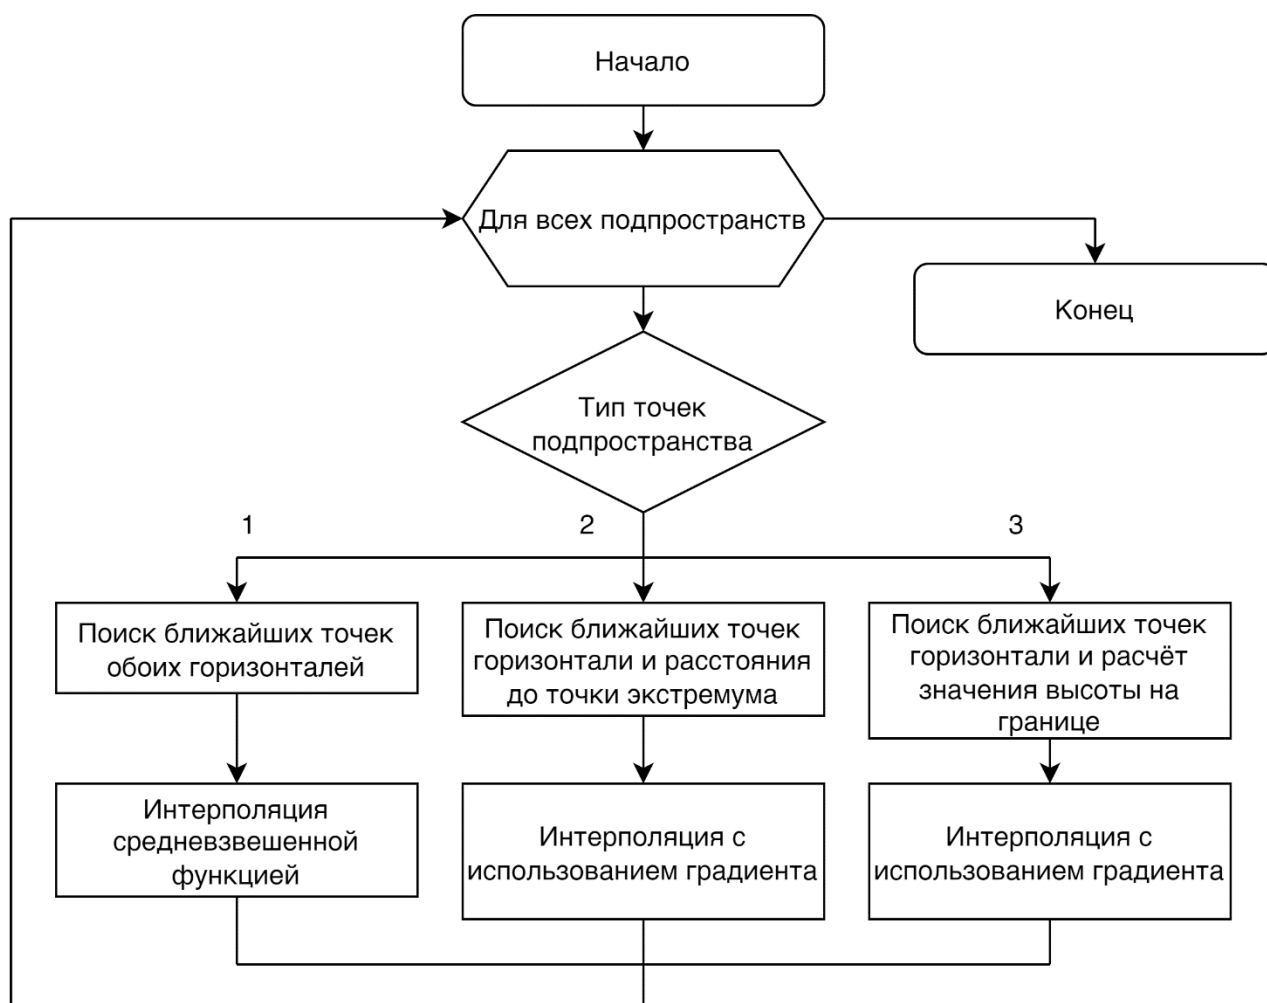 Начало
Для всех подпространств
Конец
Тип точек
подпространства
1
2
3
Поиск ближайших точек
обоих горизонталей
Поиск ближайших точек
горизонтали и расстояния
до точки экстремума
Поиск ближайших точек
горизонтали и расчёт
значения высоты на
границе
Интерполяция
средневзвешенной
функцией
Интерполяция с
использованием градиента
Интерполяция с
использованием градиента